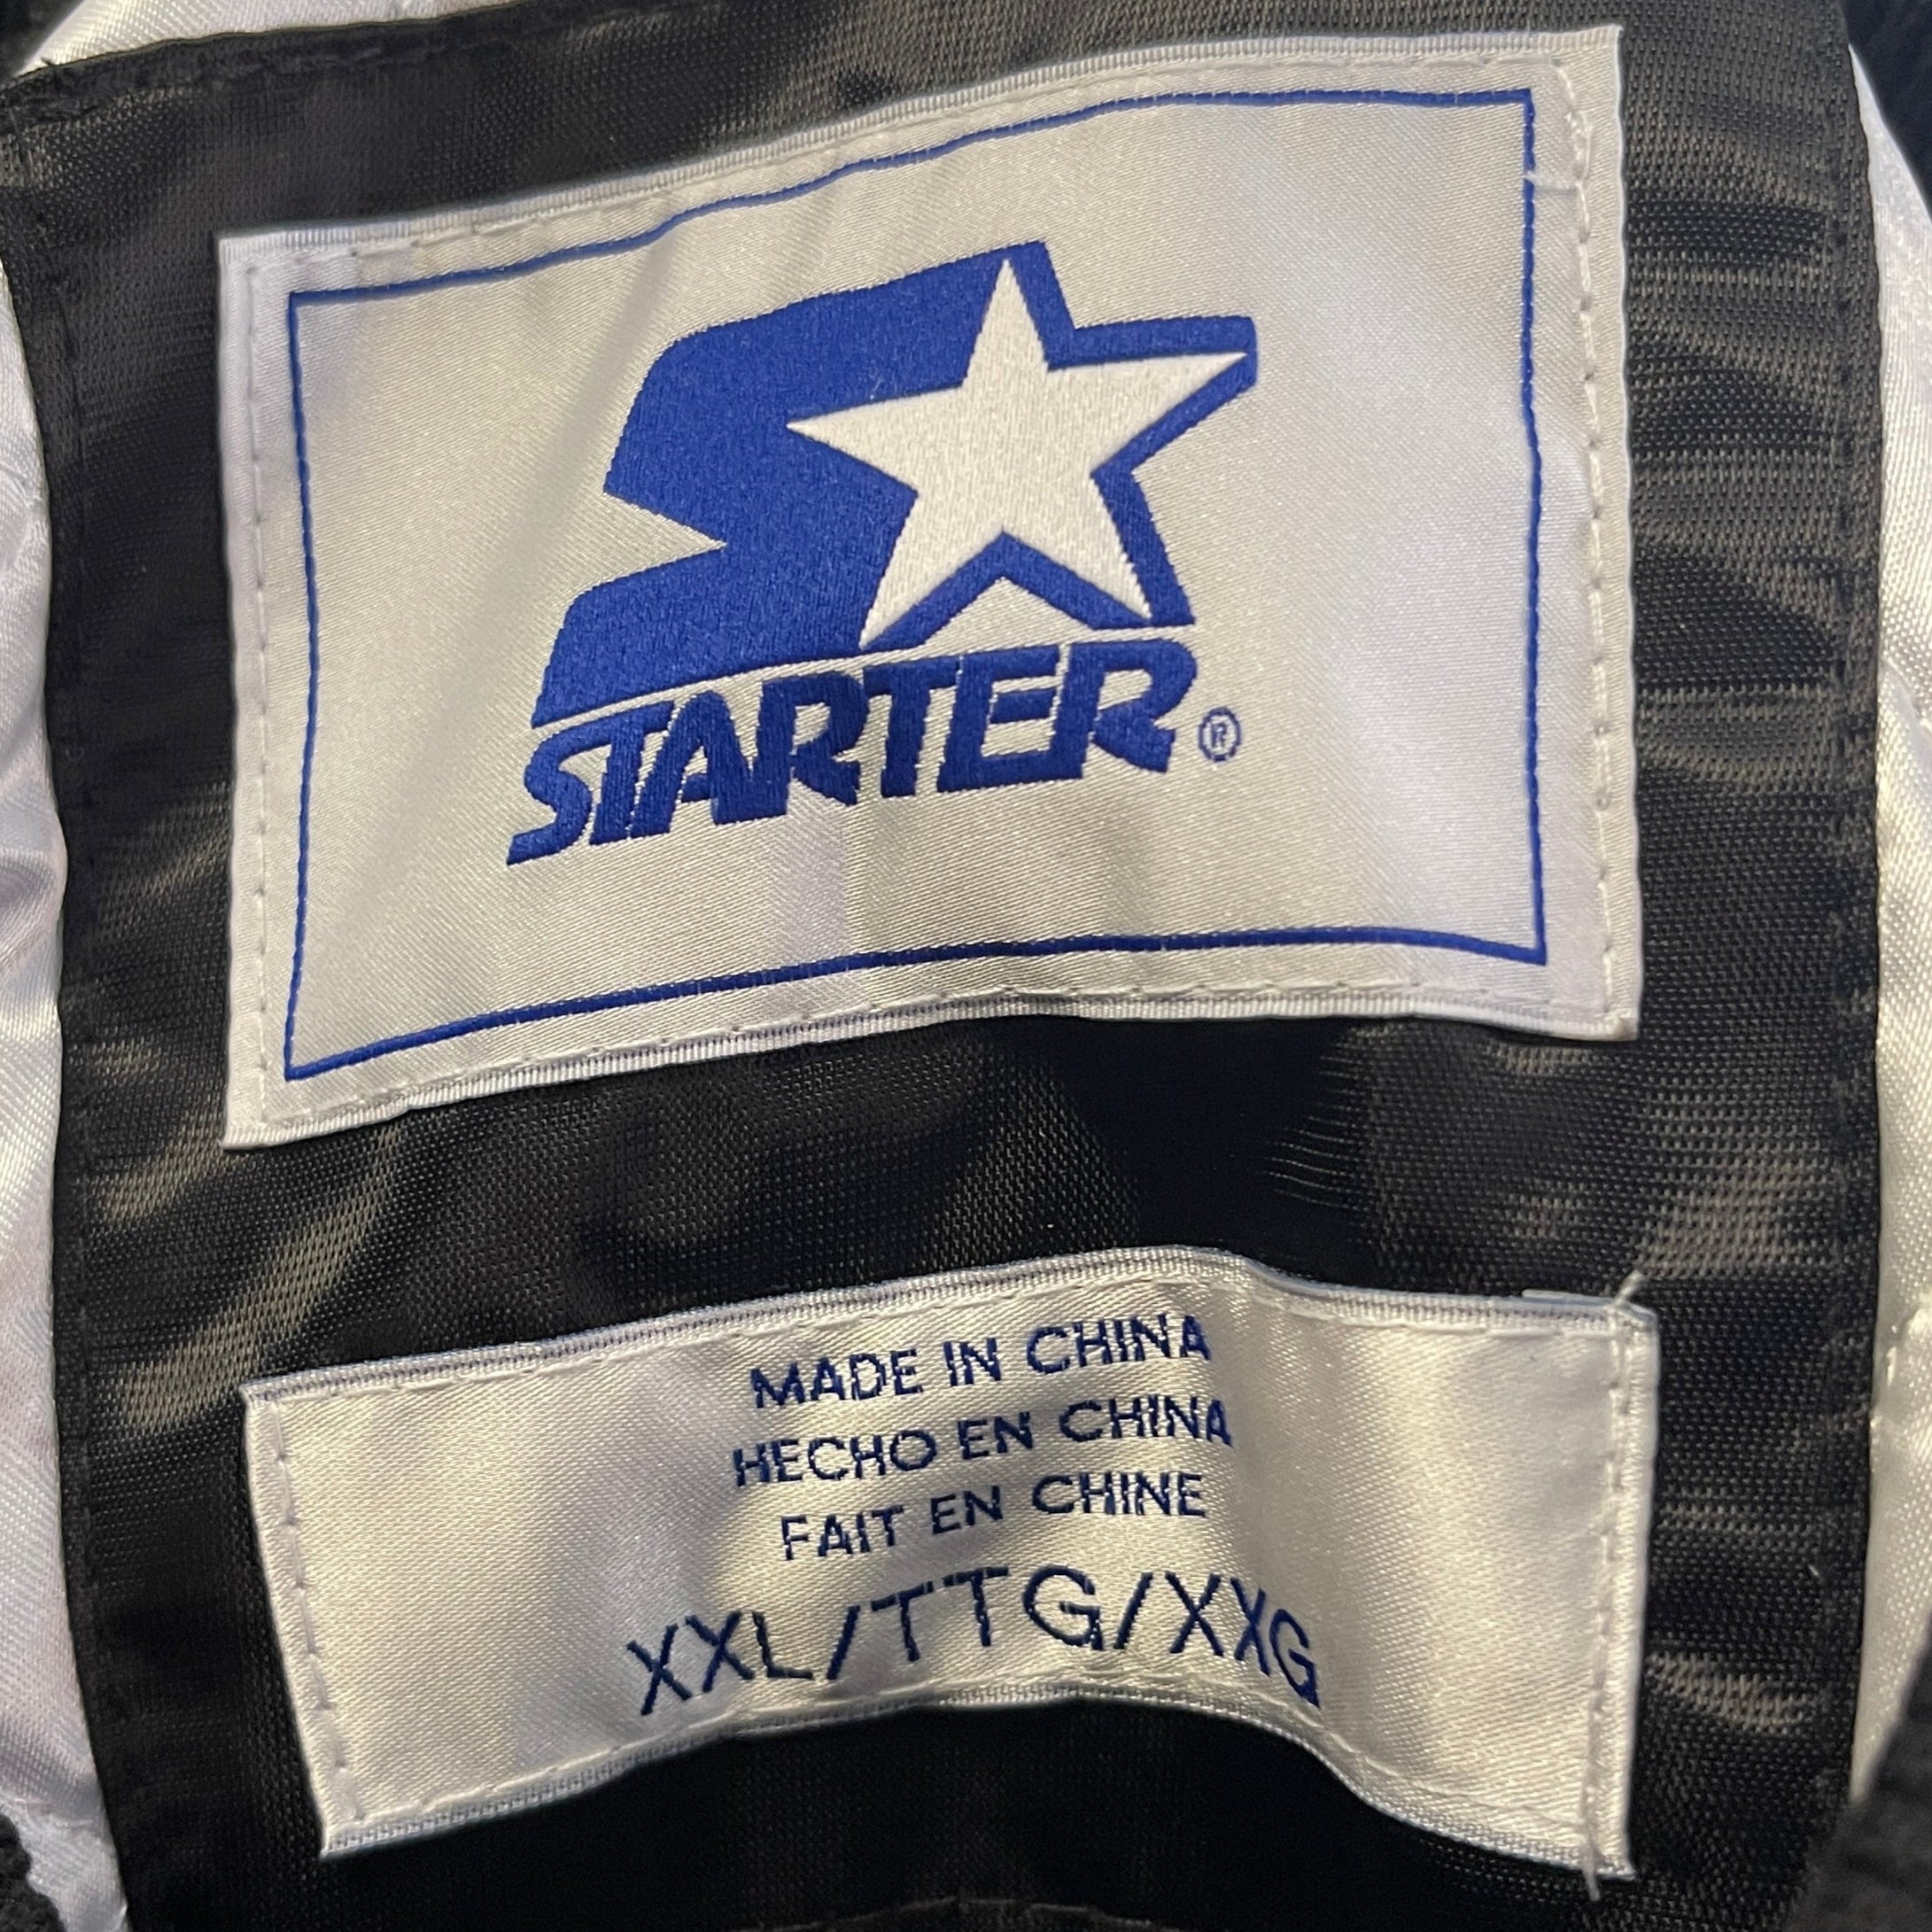 STARTER®
MADE IN CHINA
HECHO EN CHINA
FAIT EN CHINE
XXL/TTG/XXG